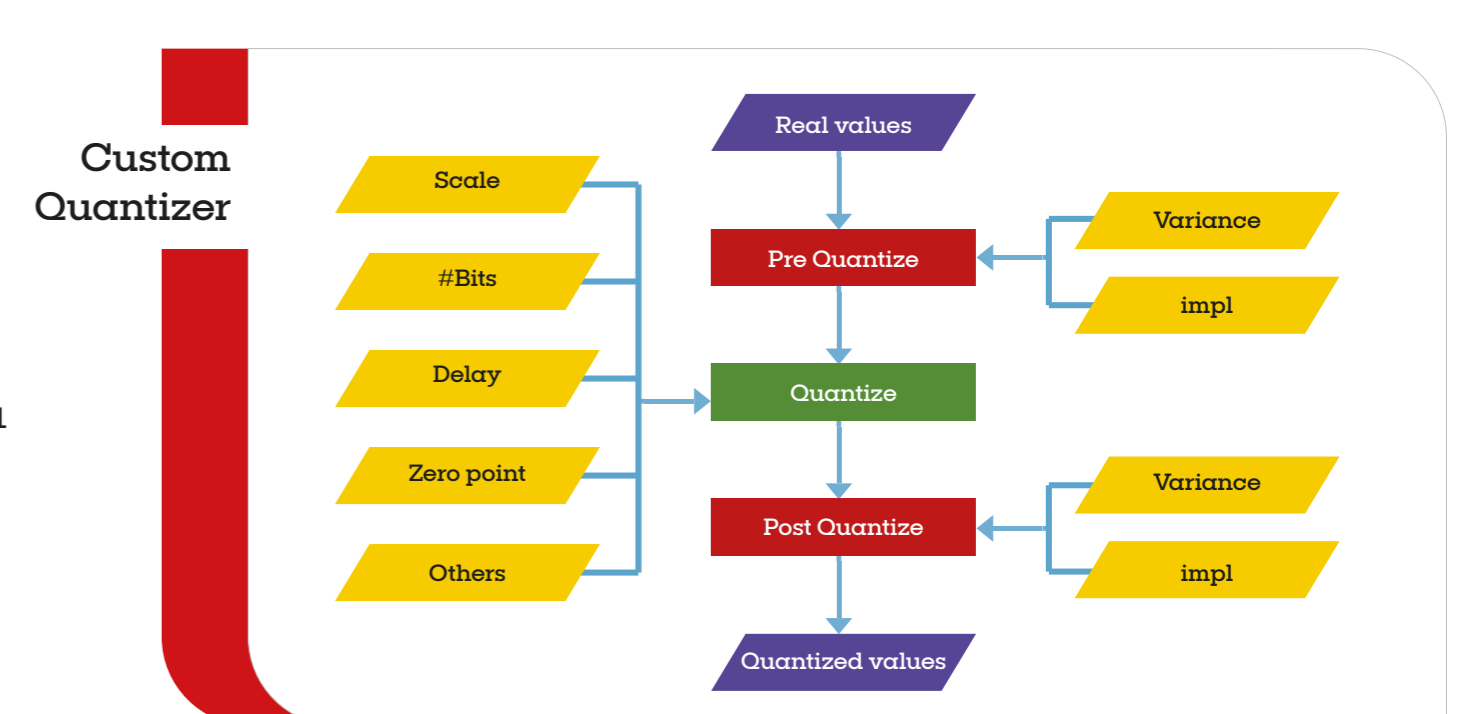 Custom
Quantizer
Real values
Scale
Variance
Pre Quantize
#Bits
impl
Delay
Quantize
Zero point
Variance
Post Quantize
Others
impl
Quantized values